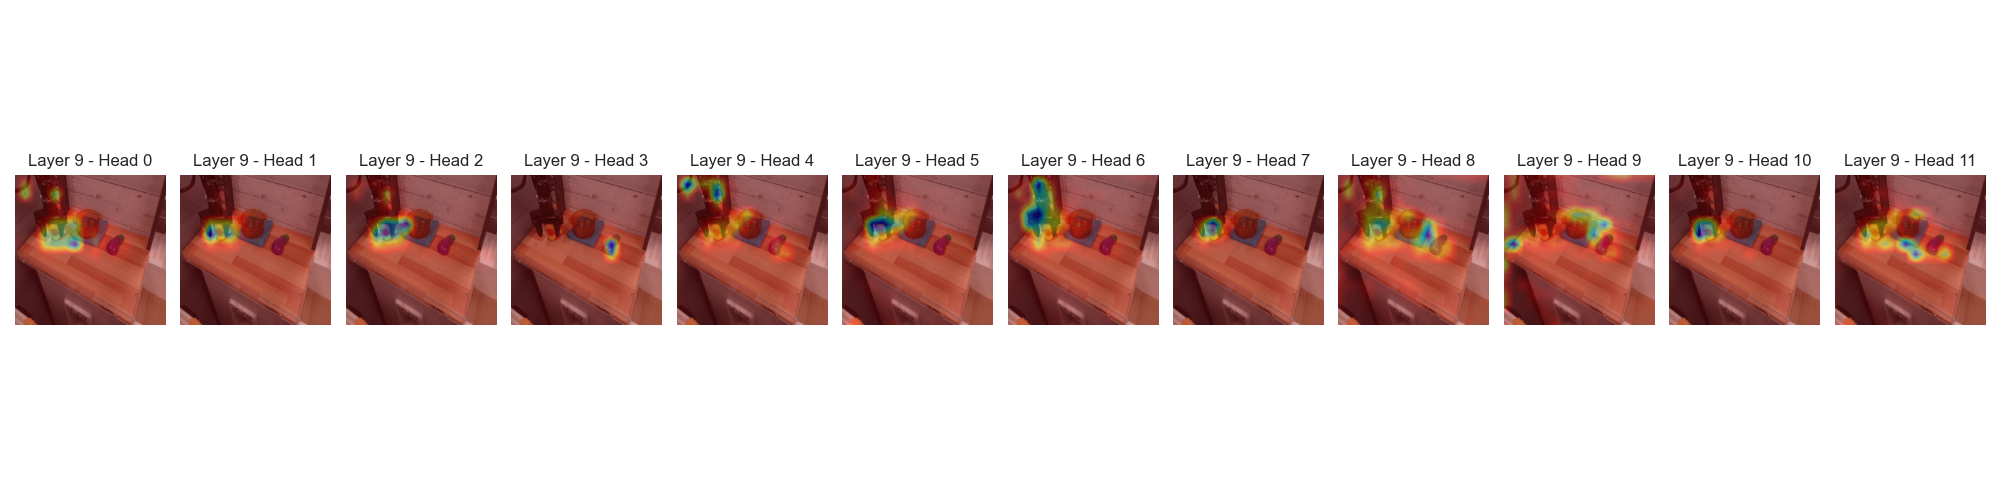 Layer 9 - Head 0
Layer 9 - Head 1
Layer 9 - Head 2
Layer 9 - Head 3
Layer 9 - Head 4
Layer 9 - Head 5
Layer 9 - Head 6
Layer 9 - Head 7
Layer 9 - Head 8
Layer 9 - Head 9
Layer 9 - Head 10
Layer 9 - Head 11